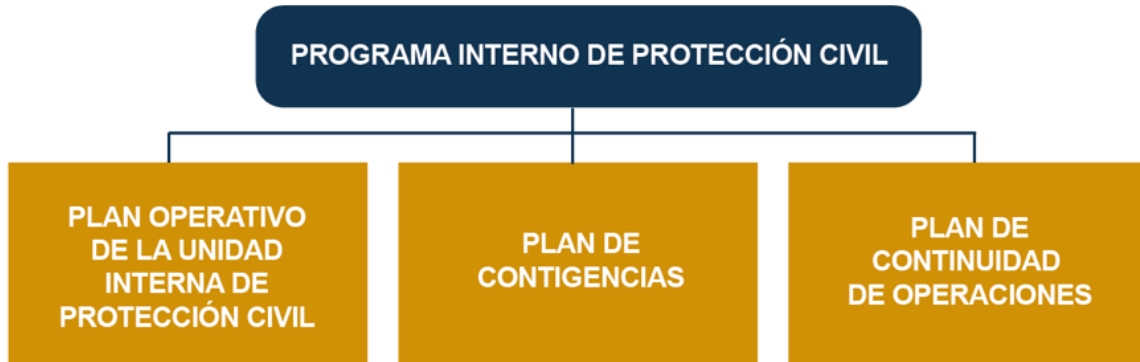 PROGRAMA INTERNO DE PROTECCIÓN CIVIL
PLAN OPERATIVO
DE LA UNIDAD
INTERNA DE
PROTECCIÓN CIVIL
PLAN DE
CONTIGENCIAS
PLAN DE
CONTINUIDAD
DE OPERACIONES